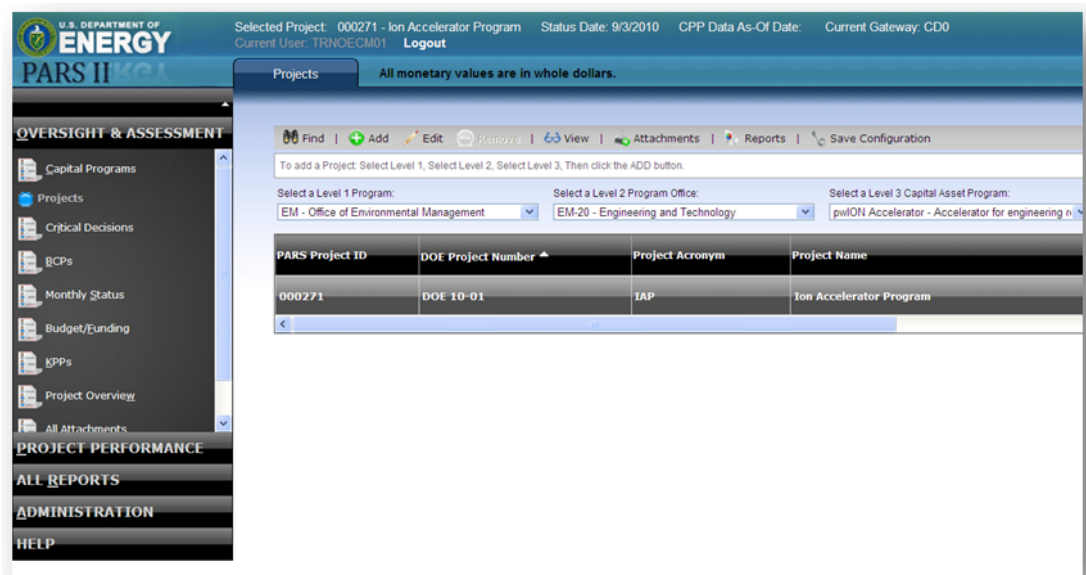 U.S. DEPARTMENT OF
ENERGY
PARS II
Selected Project: 000271 - Ion Accelerator Program Status Date: 9/3/2010 CPP Data As-Of Date: Current Gateway: CD0
Current User: TRNOECM01 Logout
Projects All monetary values are in whole dollars.
OVERSIGHT & ASSESSMENT
Capital Programs
Projects
Critical Decisions
BCPs
Monthly Status
Budget/Funding
KPPs
Project Overview
All Attachments
PROJECT PERFORMANCE
ALL REPORTS
ADMINISTRATION
HELP
Find | Add Edit Remove | View | Attachments | Reports | Save Configuration
To add a Project: Select Level 1, Select Level 2, Select Level 3, Then click the ADD button.
Select a Level 1 Program: Select a Level 2 Program Office: Select a Level 3 Capital Asset Program:
EM - Office of Environmental Management EM-20 - Engineering and Technology pwION Accelerator - Accelerator for engineering
PARS Project ID DOE Project Number Project Acronym Project Name
000271 DOE 10-01 IAP Ion Accelerator Program